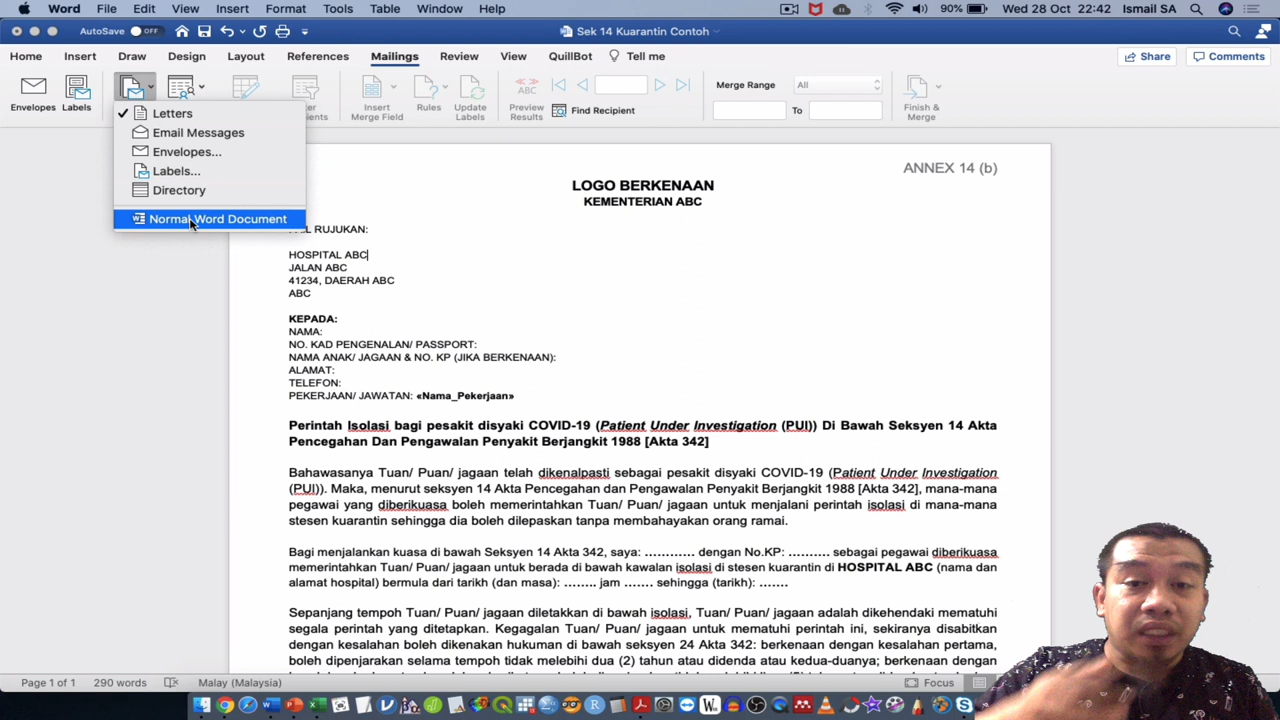 Word File Edit View Insert Format Tools Table Window Help 90% Wed 28 Oct 22:42 Ismail SA
AutoSave OFF Sek 14 Kuarantin Contoh
Home Insert Draw Design Layout References Mailings Review View QuillBot Tell me Share Comments
Envelopes Labels Insert Merge Field Rules Update Labels Preview Results Find Recipient Merge Range All To Finish & Merge
Letters
Email Messages
Envelopes...
Labels...
Directory
Normal Word Document
ANNEX 14 (b)
LOGO BERKENAAN
KEMENTERIAN ABC
RUJUKAN:
HOSPITAL ABC
JALAN ABC
41234, DAERAH ABC
ABC
KEPADA:
NAMA:
NO. KAD PENGENALAN/ PASSPORT:
NAMA ANAK/ JAGAAN & NO. KP (JIKA BERKENAAN):
ALAMAT:
TELEFON:
PEKERJAAN/ JAWATAN: «Nama_Pekerjaan»
Perintah Isolasi bagi pesakit disyaki COVID-19 (Patient Under Investigation (PUI)) Di Bawah Seksyen 14 Akta
Pencegahan Dan Pengawalan Penyakit Berjangkit 1988 [Akta 342]
Bahawasanya Tuan/ Puan/ jagaan telah dikenalpasti sebagai pesakit disyaki COVID-19 (Patient Under Investigation
(PUI)). Maka, menurut seksyen 14 Akta Pencegahan dan Pengawalan Penyakit Berjangkit 1988 [Akta 342], mana-mana
pegawai yang diberikuasa boleh memerintahkan Tuan/ Puan/ jagaan untuk menjalani perintah isolasi di mana-mana
stesen kuarantin sehingga dia boleh dilepaskan tanpa membahayakan orang ramai.
Bagi menjalankan kuasa di bawah Seksyen 14 Akta 342, saya: ............ dengan No.KP: .......... sebagai pegawai diberikuasa
memerintahkan Tuan/ Puan/ jagaan untuk berada di bawah kawalan isolasi di stesen kuarantin di HOSPITAL ABC (nama dan
alamat hospital) bermula dari tarikh (dan masa): ........ jam ....... sehingga (tarikh): .......
Sepanjang tempoh Tuan/ Puan/ jagaan diletakkan di bawah isolasi, Tuan/ Puan/ jagaan adalah dikehendaki mematuhi
segala perintah yang ditetapkan. Kegagalan Tuan/ Puan/ jagaan untuk mematuhi perintah ini, sekiranya disabitkan
dengan kesalahan boleh dikenakan hukuman di bawah seksyen 24 Akta 342: berkenaan dengan kesalahan pertama,
boleh dipenjarakan selama tempoh tidak melebihi dua (2) tahun atau didenda atau kedua-duanya; berkenaan dengan
Page 1 of 1 290 words Malay (Malaysia) Focus